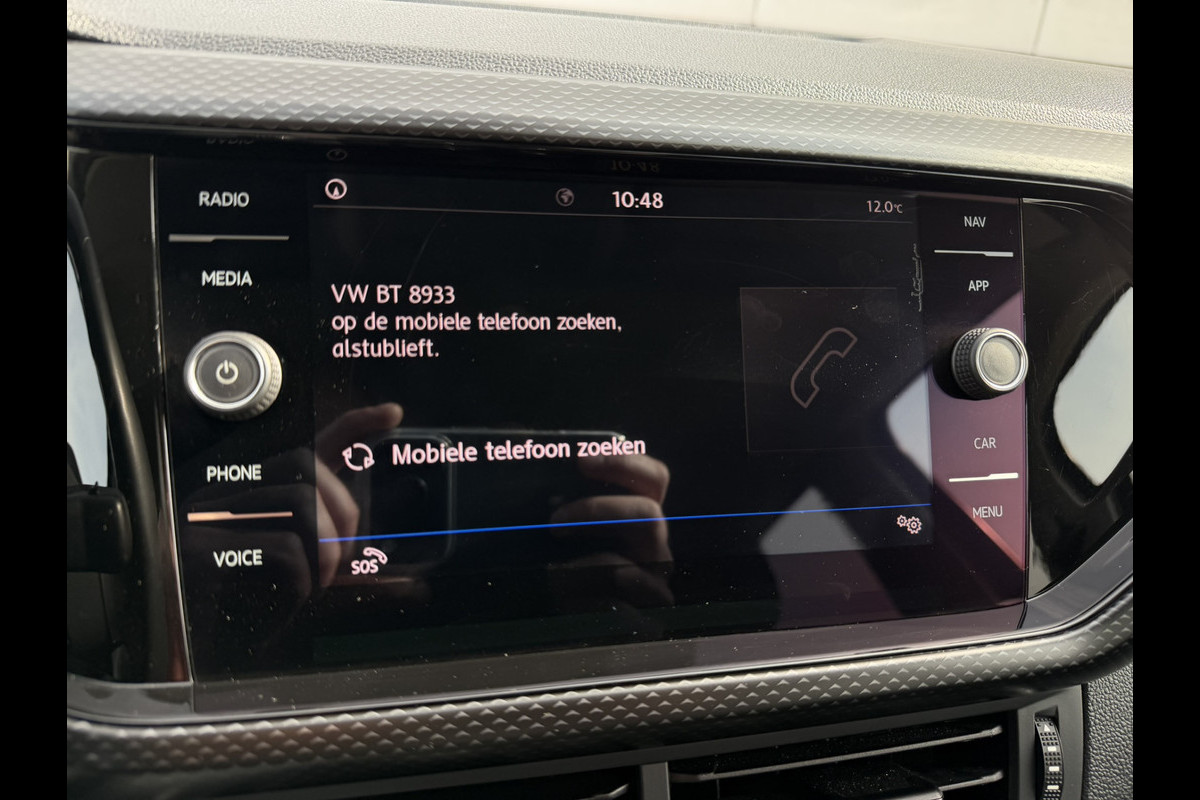 RADIO
MEDIA
PHONE
VOICE
10:48
12.0°C
VW BT 8933
op de mobiele telefoon zoeken,
alstublieft.
Mobiele telefoon zoeken
SOS
NAV
APP
CAR
MENU